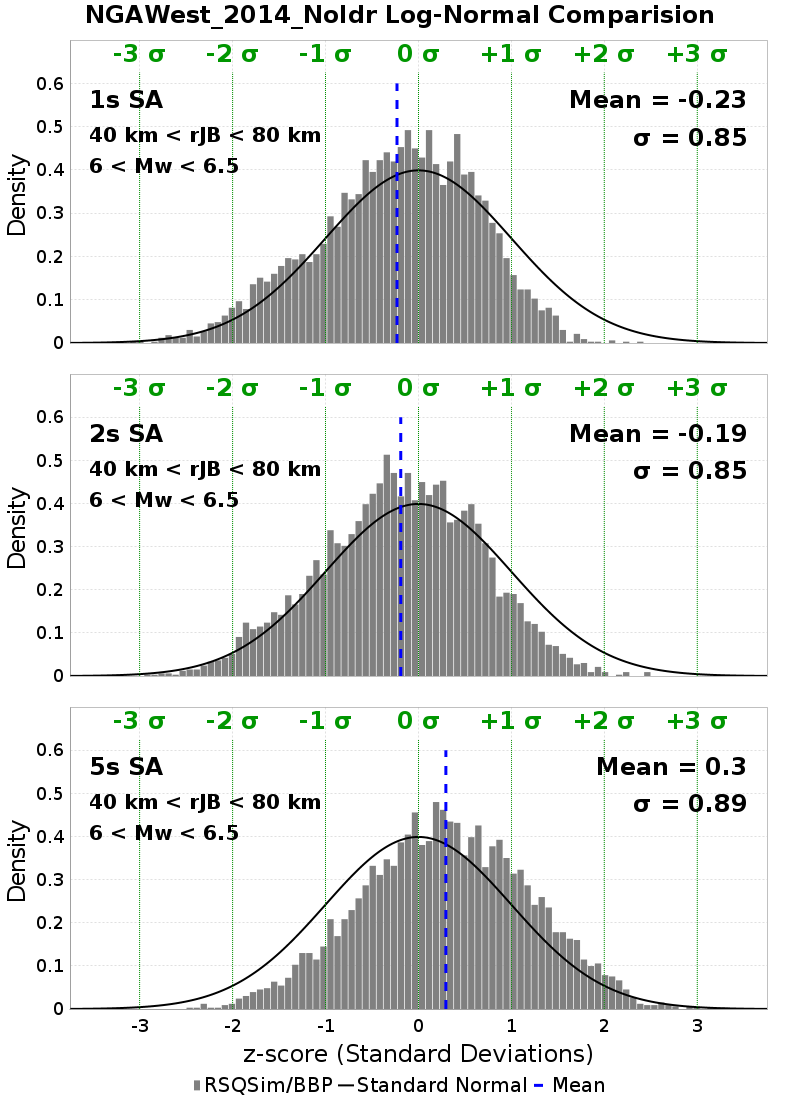 NGAWest_2014_NoIdr Log-Normal Comparision
-3 σ -2 σ -1 σ 0 σ +1 σ +2 σ +3 σ
0.6
1s SA Mean = -0.23
0.5
40 km < rJB < 80 km σ = 0.85
6 < Mw < 6.5
0.4
Density
0.3
0.2
0.1
0
-3 σ -2 σ -1 σ 0 σ +1 σ +2 σ +3 σ
0.6
2s SA Mean = -0.19
0.5
40 km < rJB < 80 km σ = 0.85
6 < Mw < 6.5
0.4
Density
0.3
0.2
0.1
0
-3 σ -2 σ -1 σ 0 σ +1 σ +2 σ +3 σ
0.6
5s SA Mean = 0.3
0.5
40 km < rJB < 80 km σ = 0.89
6 < Mw < 6.5
0.4
Density
0.3
0.2
0.1
0
-3 -2 -1 0 1 2 3
z-score (Standard Deviations)
RSQSim/BBP Standard Normal Mean